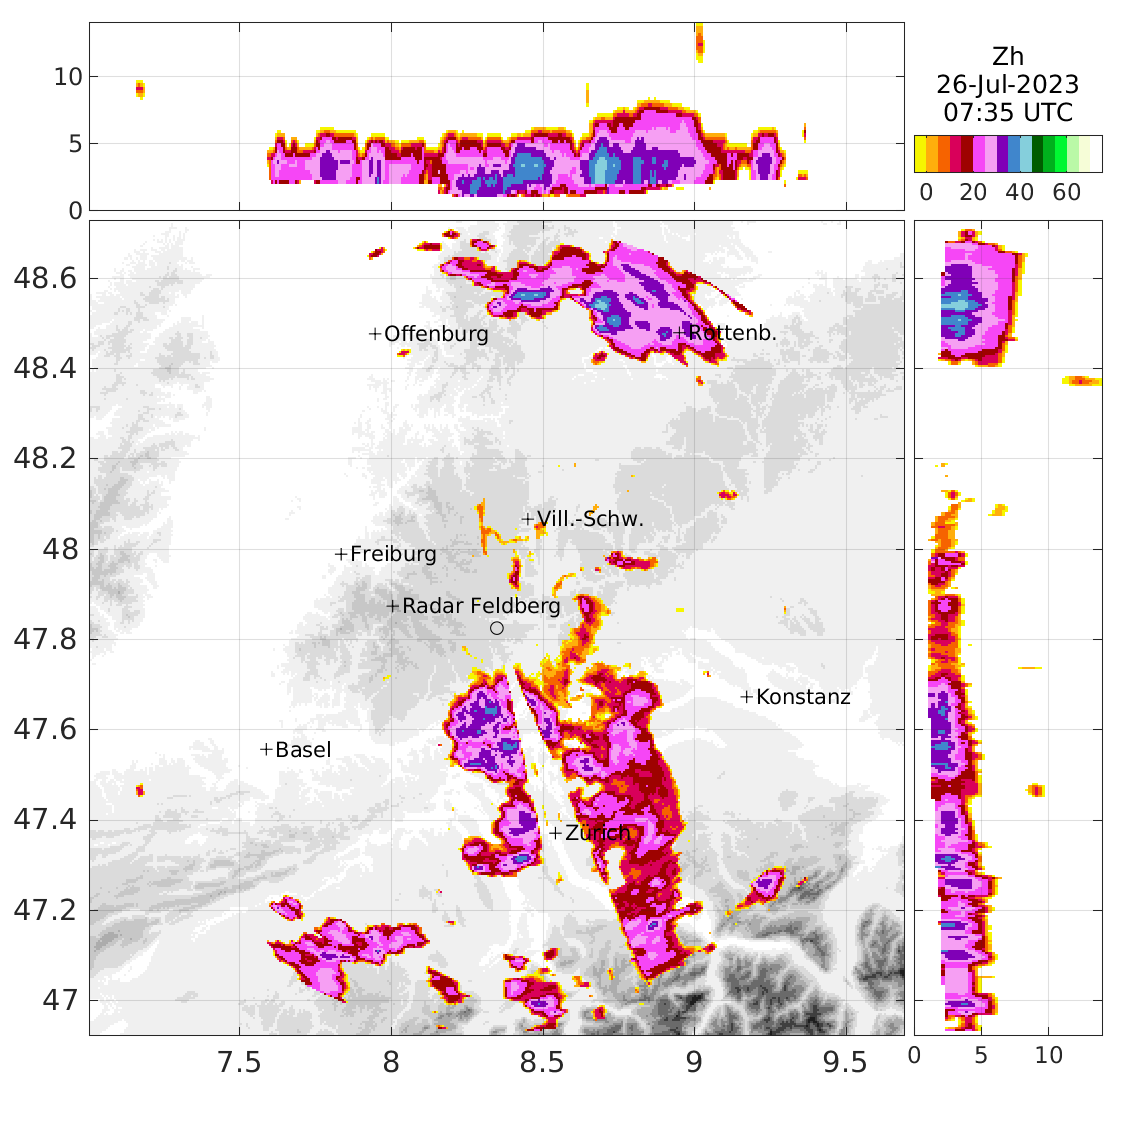 10
5
0
Zh
26-Jul-2023
07:35 UTC
0 20 40 60
48.6
48.4
48.2
48
47.8
47.6
47.4
47.2
47
+Offenburg
+Rottenb.
+Vill.-Schw.
+Freiburg
+Radar Feldberg
+Konstanz
+Basel
+Zürich
7.5 8 8.5 9 9.5
0 5 10